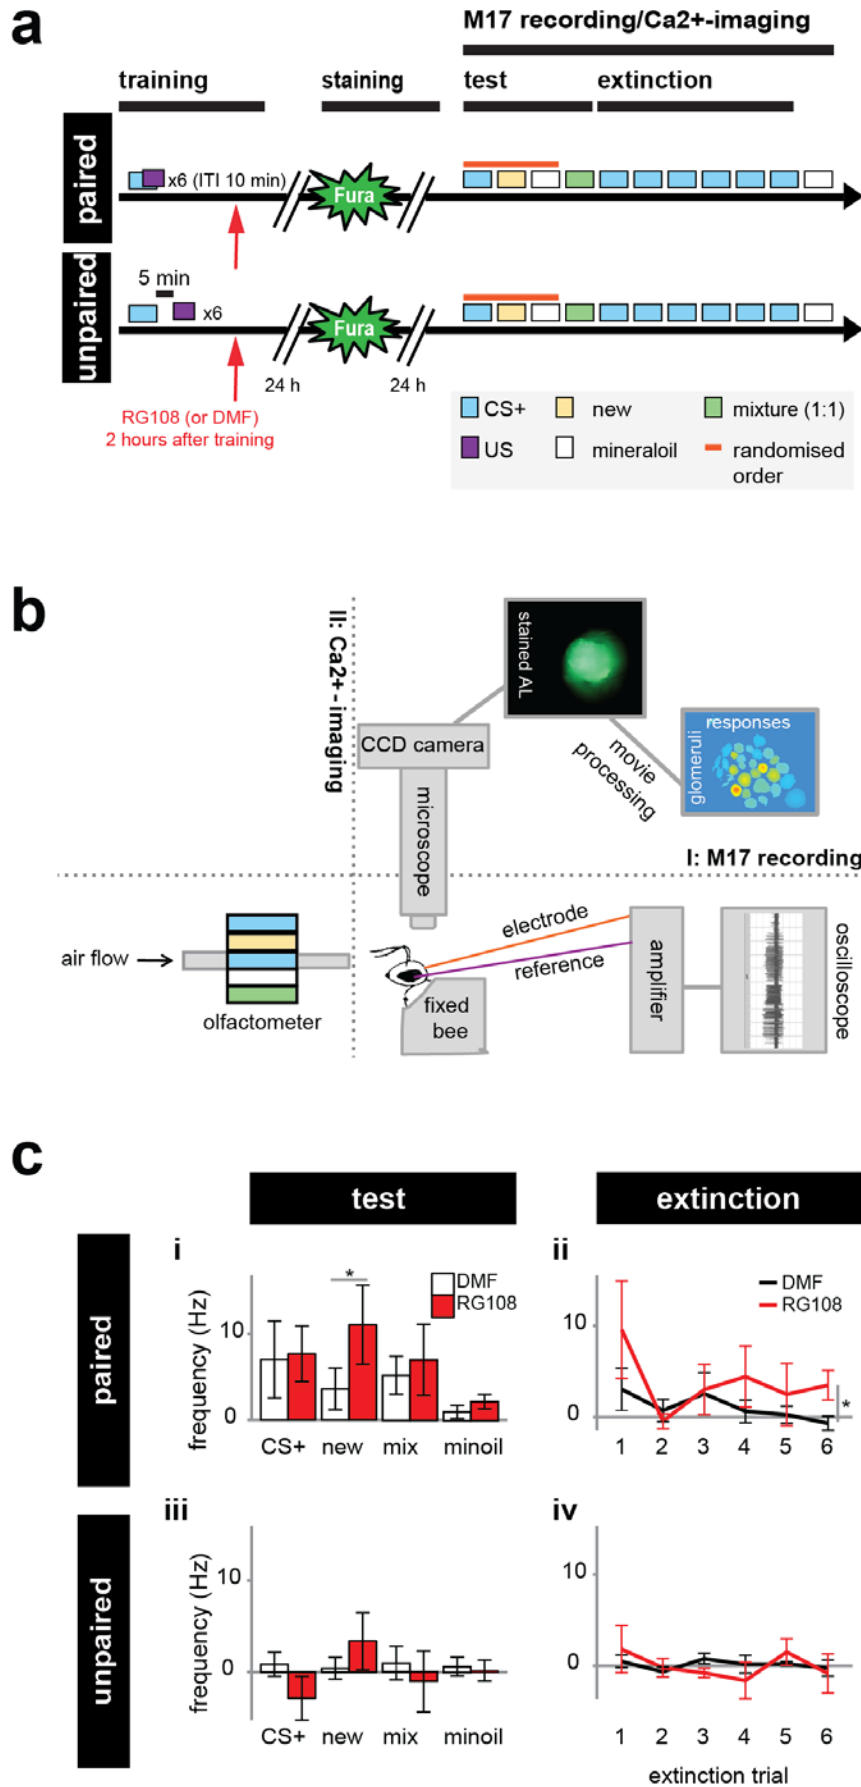 a
M17 recording/Ca2+-imaging
training
staining
test
extinction
paired
x6 (ITI 10 min)
Fura
unpaired
5 min
x6
Fura
24 h
24 h
RG108 (or DMF)
2 hours after training
CS+
new
mixture (1:1)
US
mineraloil
randomised
order
b
II: Ca2+-imaging
stained AL
CCD camera
microscope
movie
processing
responses
glomeruli
I: M17 recording
air flow
olfactometer
electrode
reference
fixed
bee
amplifier
oscilloscope
c
test
extinction
paired
i
frequency (Hz)
10
0
*
DMF
RG108
CS+ new mix minoil
ii
10
0
DMF
RG108
*
1 2 3 4 5 6
unpaired
iii
frequency (Hz)
10
0
CS+ new mix minoil
iv
10
0
1 2 3 4 5 6
extinction trial